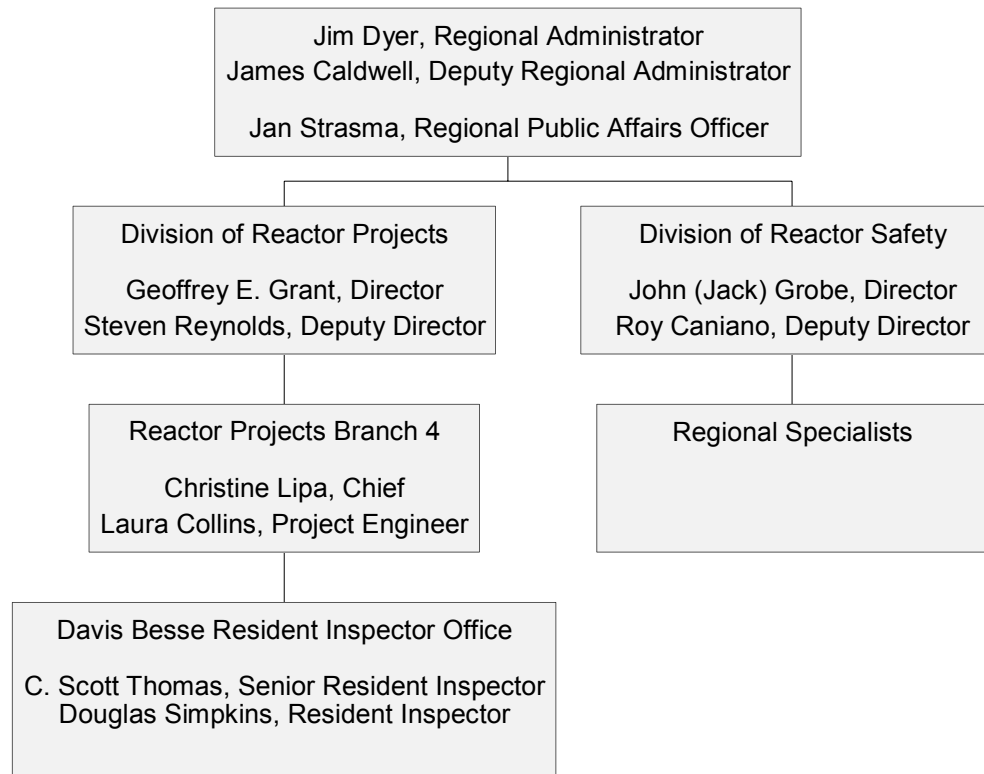 Jim Dyer, Regional Administrator
James Caldwell, Deputy Regional Administrator
Jan Strasma, Regional Public Affairs Officer
Division of Reactor Projects
Geoffrey E. Grant, Director
Steven Reynolds, Deputy Director
Division of Reactor Safety
John (Jack) Grobe, Director
Roy Caniano, Deputy Director
Reactor Projects Branch 4
Christine Lipa, Chief
Laura Collins, Project Engineer
Regional Specialists
Davis Besse Resident Inspector Office
C. Scott Thomas, Senior Resident Inspector
Douglas Simpkins, Resident Inspector